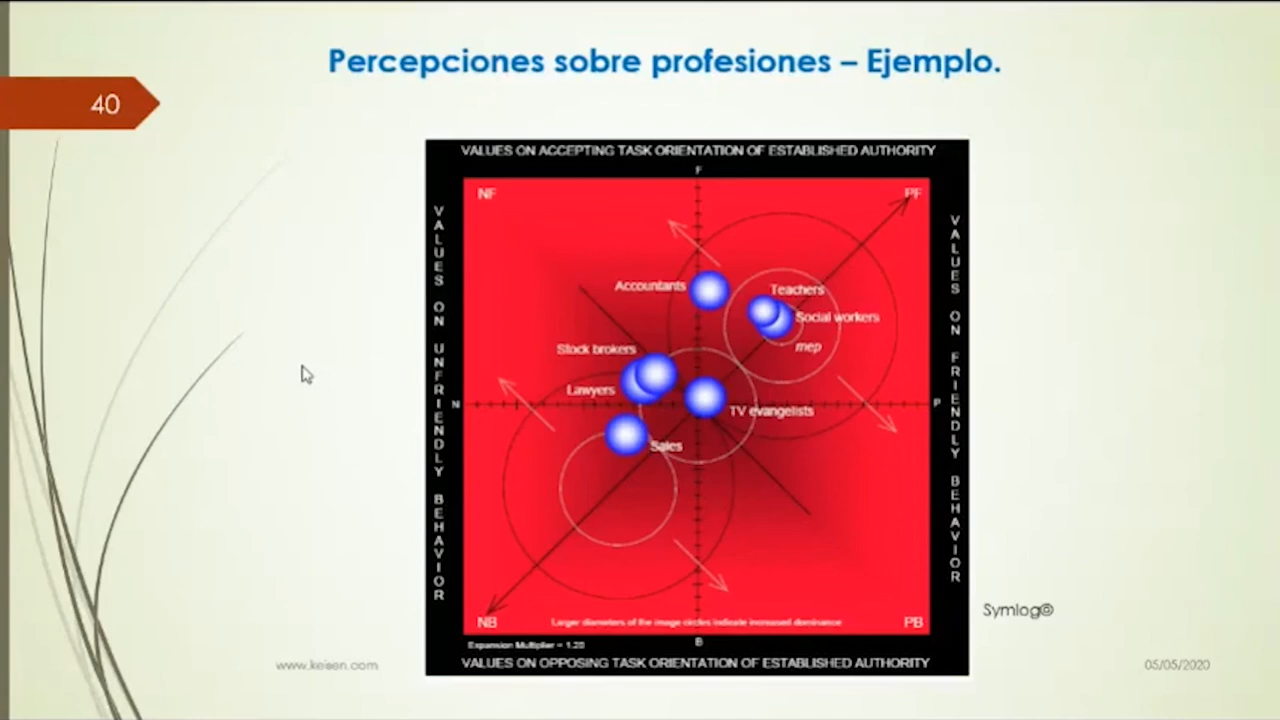 Percepciones sobre profesiones – Ejemplo.
40
VALUES ON ACCEPTING TASK ORIENTATION OF ESTABLISHED AUTHORITY
F
NF
PF
VALUES ON UNFRIENDLY BEHAVIOR
VALUES ON FRIENDLY BEHAVIOR
Accountants
Teachers
Social workers
mep
Stock brokers
Lawyers
N
P
TV evangelists
Sales
NB
Larger diameters of the image circles indicate increased dominance
PB
Expansion Multiplier = 1.20
B
VALUES ON OPPOSING TASK ORIENTATION OF ESTABLISHED AUTHORITY
Symlog©
www.keisen.com
05/05/2020